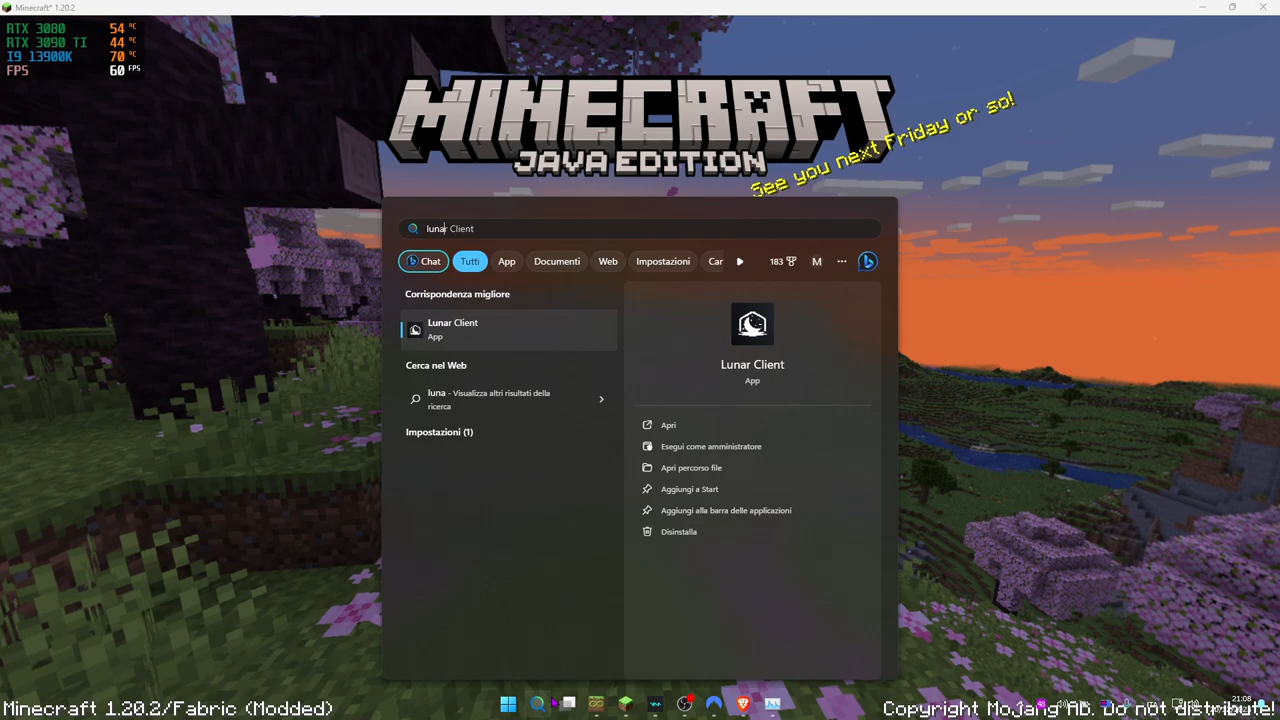 Minecraft* 1.20.2
RTX 3080 54 °C
RTX 3090 TI 44 °C
I9 13900K 70 °C
FPS 60 FPS
MINECRAFT
JAVA EDITION
See you next Friday or so!
lunar Client
Chat Tutti App Documenti Web Impostazioni Car 183 M
Corrispondenza migliore
Lunar Client
App
Cerca nel Web
luna - Visualizza altri risultati della
ricerca
Impostazioni (1)
Lunar Client
App
Apri
Esegui come amministratore
Apri percorso file
Aggiungi a Start
Aggiungi alla barra delle applicazioni
Disinstalla
21:08
Minecraft 1.20.2/Fabric (Modded)
Copyright Mojang AB. Do not distribute!